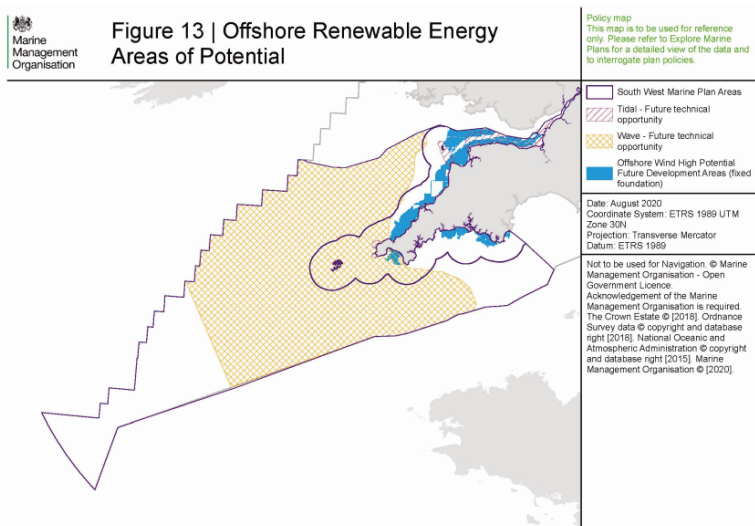 Marine
Management
Organisation
Figure 13 | Offshore Renewable Energy
Areas of Potential
Policy map
This map is to be used for reference
only. Please refer to Explore Marine
Plans for a detailed view of the data and
to interrogate plan policies.
South West Marine Plan Areas
Tidal - Future technical
opportunity
Wave - Future technical
opportunity
Offshore Wind High Potential
Future Development Areas (fixed
foundation)
Date: August 2020
Coordinate System: ETRS 1989 UTM
Zone 30N
Projection: Transverse Mercator
Datum: ETRS 1989
Not to be used for Navigation. © Marine
Management Organisation - Open
Government Licence.
Acknowledgement of the Marine
Management Organisation is required.
The Crown Estate © [2018]. Ordnance
Survey data © copyright and database
right [2018]. National Oceanic and
Atmospheric Administration © copyright
and database right [2015]. Marine
Management Organisation © [2020].